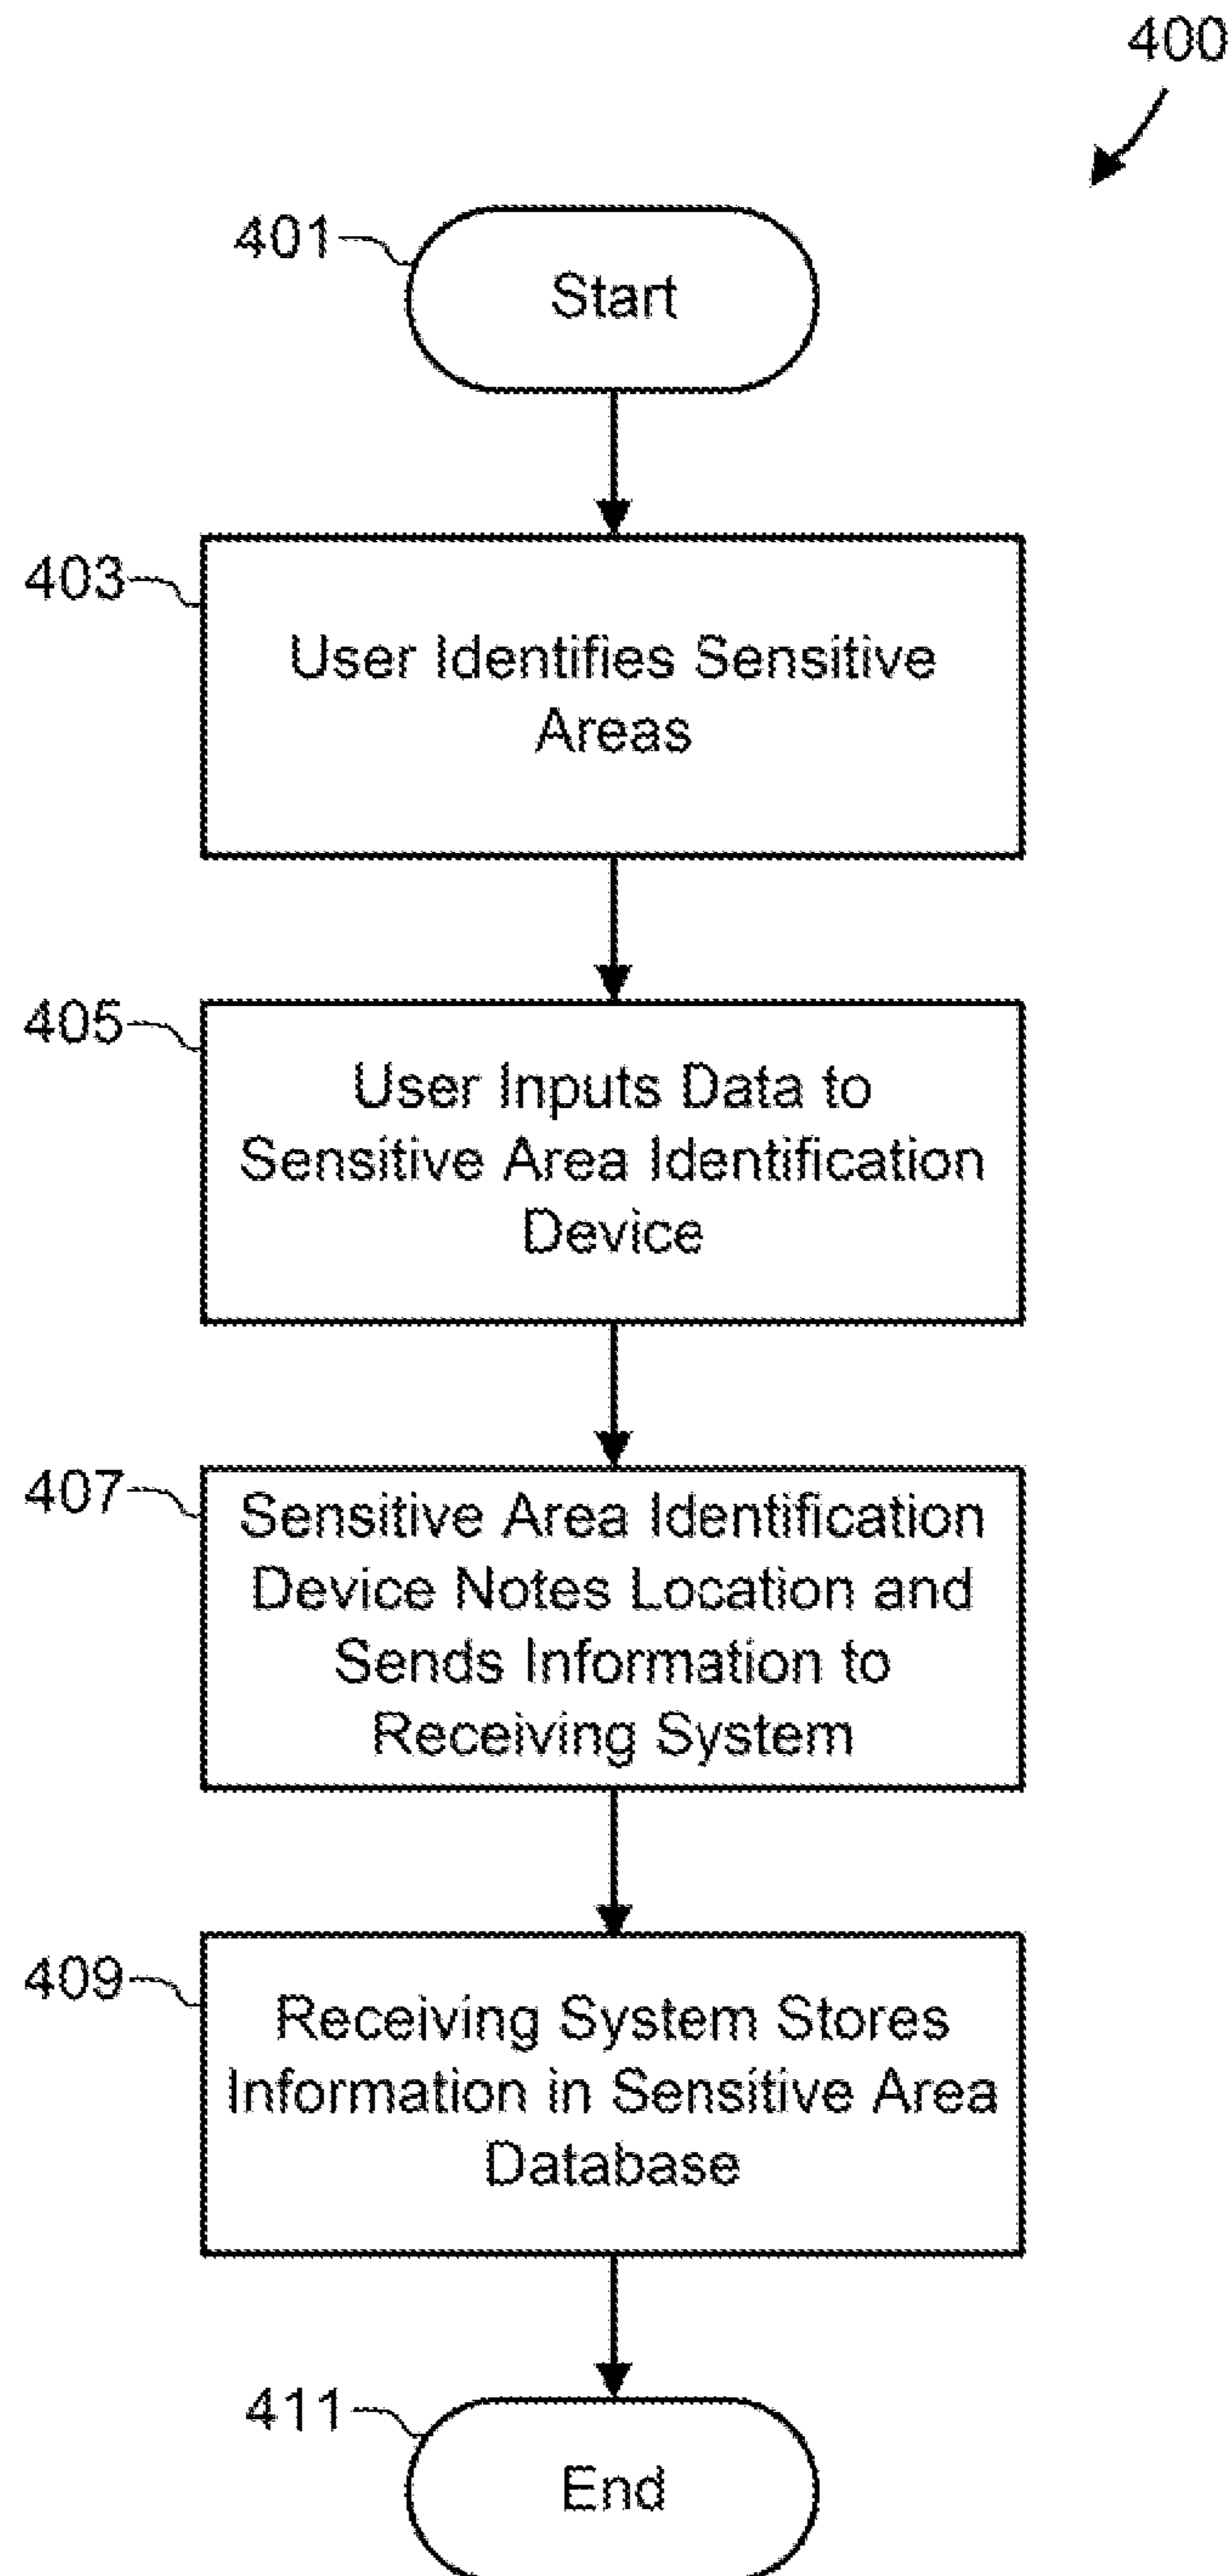 400
401
Start
403
User Identifies Sensitive
Areas
405
User Inputs Data to
Sensitive Area Identification
Device
407
Sensitive Area Identification
Device Notes Location and
Sends Information to
Receiving System
409
Receiving System Stores
Information in Sensitive Area
Database
411
End